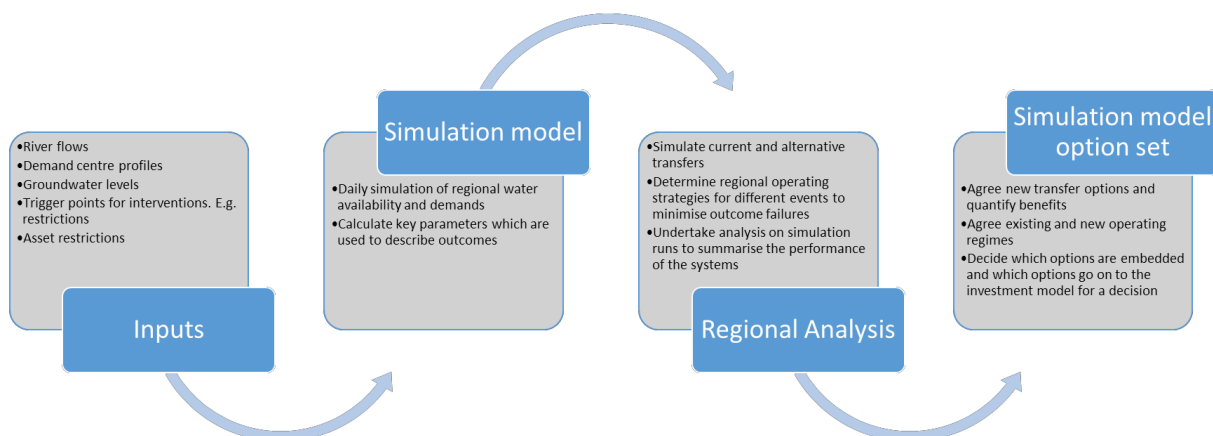 •River flows
•Demand centre profiles
•Groundwater levels
•Trigger points for interventions. E.g.
restrictions
•Asset restrictions
Inputs
Simulation model
•Daily simulation of regional water
availability and demands
•Calculate key parameters which are
used to describe outcomes
•Simulate current and alternative
transfers
•Determine regional operating
strategies for different events to
minimise outcome failures
•Undertake analysis on simulation
runs to summarise the performance
of the systems
Regional Analysis
Simulation model
option set
•Agree new transfer options and
quantify benefits
•Agree existing and new operating
regimes
•Decide which options are embedded
and which options go on to the
investment model for a decision